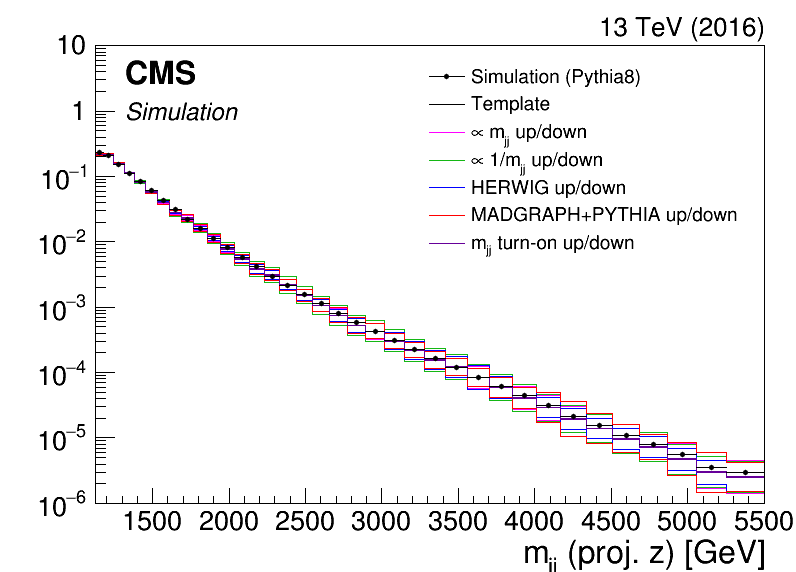 13 TeV (2016)
CMS
Simulation
Simulation (Pythia8)
Template
∝ m_jj up/down
∝ 1/m_jj up/down
HERWIG up/down
MADGRAPH+PYTHIA up/down
m_jj turn-on up/down
10
1
10⁻¹
10⁻²
10⁻³
10⁻⁴
10⁻⁵
10⁻⁶
1500 2000 2500 3000 3500 4000 4500 5000 5500
m_jj (proj. z) [GeV]